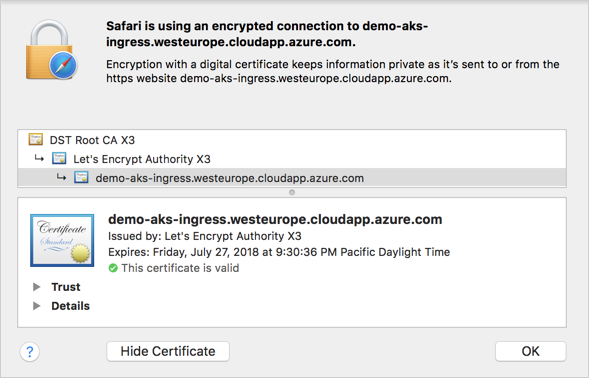 Safari is using an encrypted connection to demo-aks-
ingress.westeurope.cloudapp.azure.com.
Encryption with a digital certificate keeps information private as it's sent to or from the
https website demo-aks-ingress.westeurope.cloudapp.azure.com.
DST Root CA X3
Let's Encrypt Authority X3
demo-aks-ingress.westeurope.cloudapp.azure.com
Certificate
Standard
demo-aks-ingress.westeurope.cloudapp.azure.com
Issued by: Let's Encrypt Authority X3
Expires: Friday, July 27, 2018 at 9:30:36 PM Pacific Daylight Time
This certificate is valid
Trust
Details
?
Hide Certificate
OK